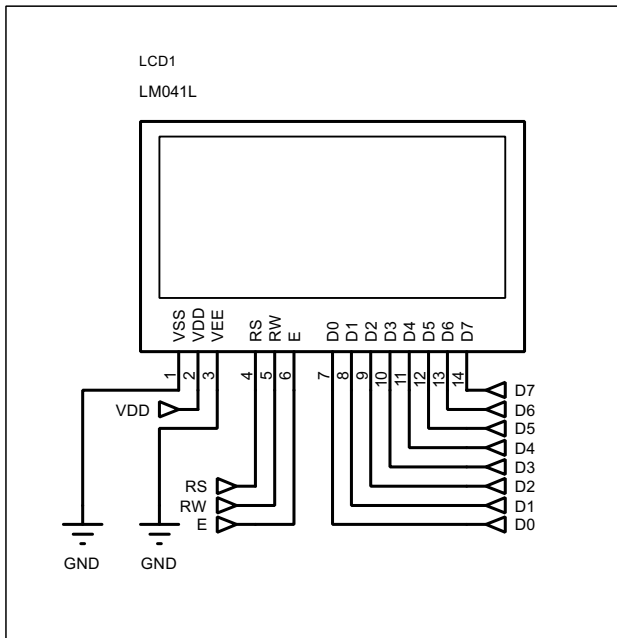 LCD1
LM041L
VSS VDD VEE RS RW E D0 D1 D2 D3 D4 D5 D6 D7
1 2 3 4 5 6 7 8 9 10 11 12 13 14
D7
VDD D6
D5
D4
D3
RS D2
RW D1
E D0
GND GND